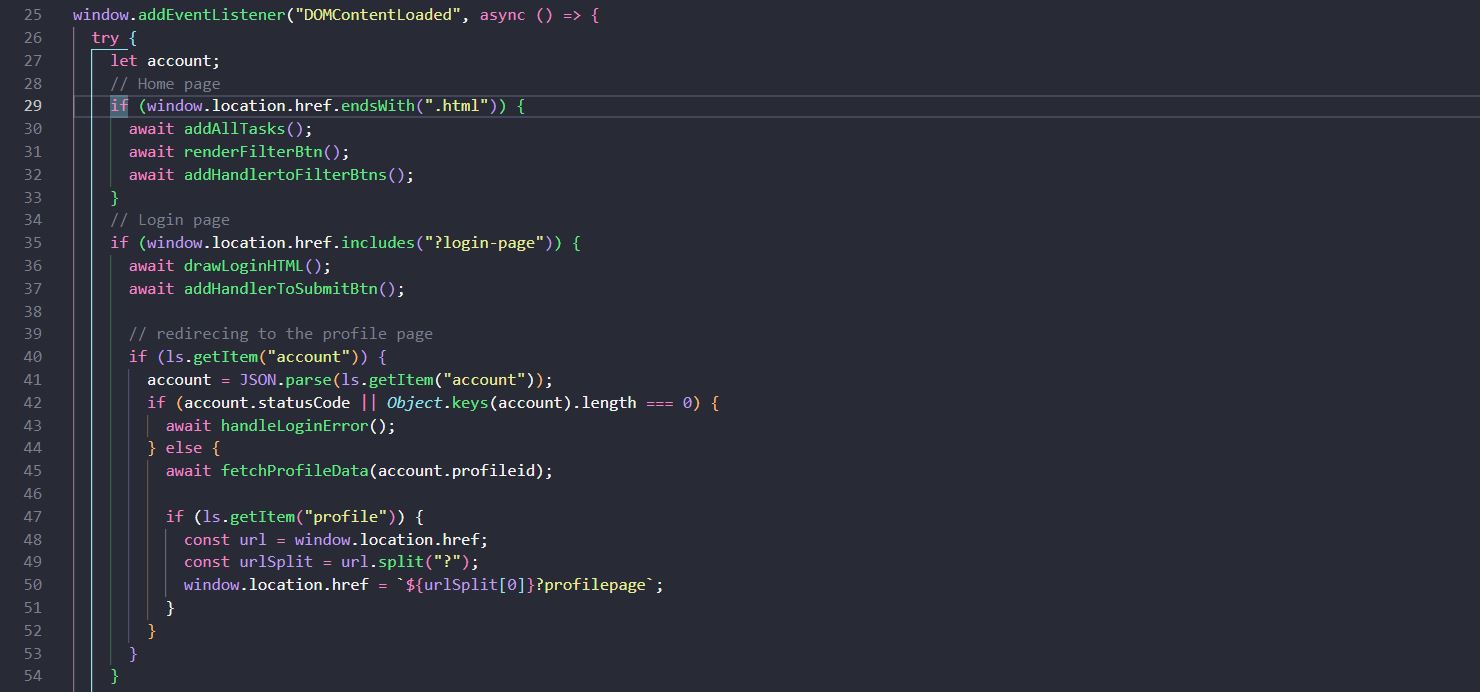 25 window.addEventListener("DOMContentLoaded", async () => {
26 try {
27 let account;
28 // Home page
29 if (window.location.href.endsWith(".html")) {
30 await addAllTasks();
31 await renderFilterBtn();
32 await addHandlertoFilterBtns();
33 }
34 // Login page
35 if (window.location.href.includes("?login-page")) {
36 await drawLoginHTML();
37 await addHandlerToSubmitBtn();
38
39 // redirecing to the profile page
40 if (ls.getItem("account")) {
41 account = JSON.parse(ls.getItem("account"));
42 if (account.statusCode || Object.keys(account).length === 0) {
43 await handleLoginError();
44 } else {
45 await fetchProfileData(account.profileid);
46
47 if (ls.getItem("profile")) {
48 const url = window.location.href;
49 const urlSplit = url.split("?");
50 window.location.href = `${urlSplit[0]}?profilepage`;
51 }
52 }
53 }
54 }